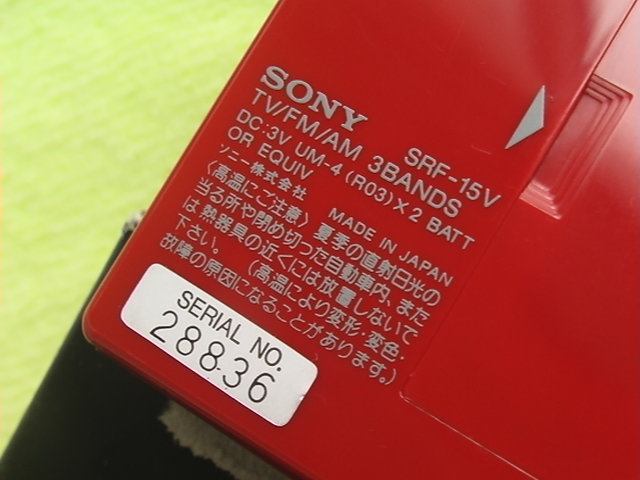 SONY SRF-15V
TV/FM/AM 3BANDS
DC:3V UM-4 (R03)×2 BATT
OR EQUIV
ソニー株式会社 MADE IN JAPAN
〈高温にご注意〉夏季の直射日光の
当る所や閉め切った自動車内、また
は熱器具の近くには放置しないで
下さい。 (高温により変形・変色・
故障の原因になることがあります。)
SERIAL NO.
28836